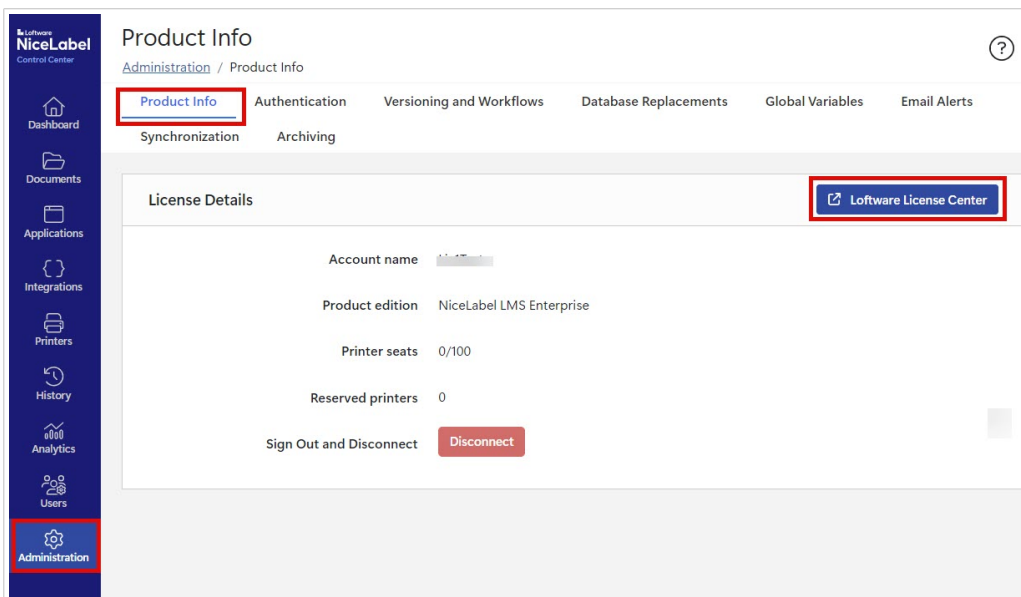 Loftware
NiceLabel
Control Center
Dashboard
Documents
Applications
Integrations
Printers
History
Analytics
Users
Administration
Product Info
Administration / Product Info
?
Product Info Authentication Versioning and Workflows Database Replacements Global Variables Email Alerts
Synchronization Archiving
License Details
Loftware License Center
Account name
Product edition NiceLabel LMS Enterprise
Printer seats 0/100
Reserved printers 0
Sign Out and Disconnect Disconnect